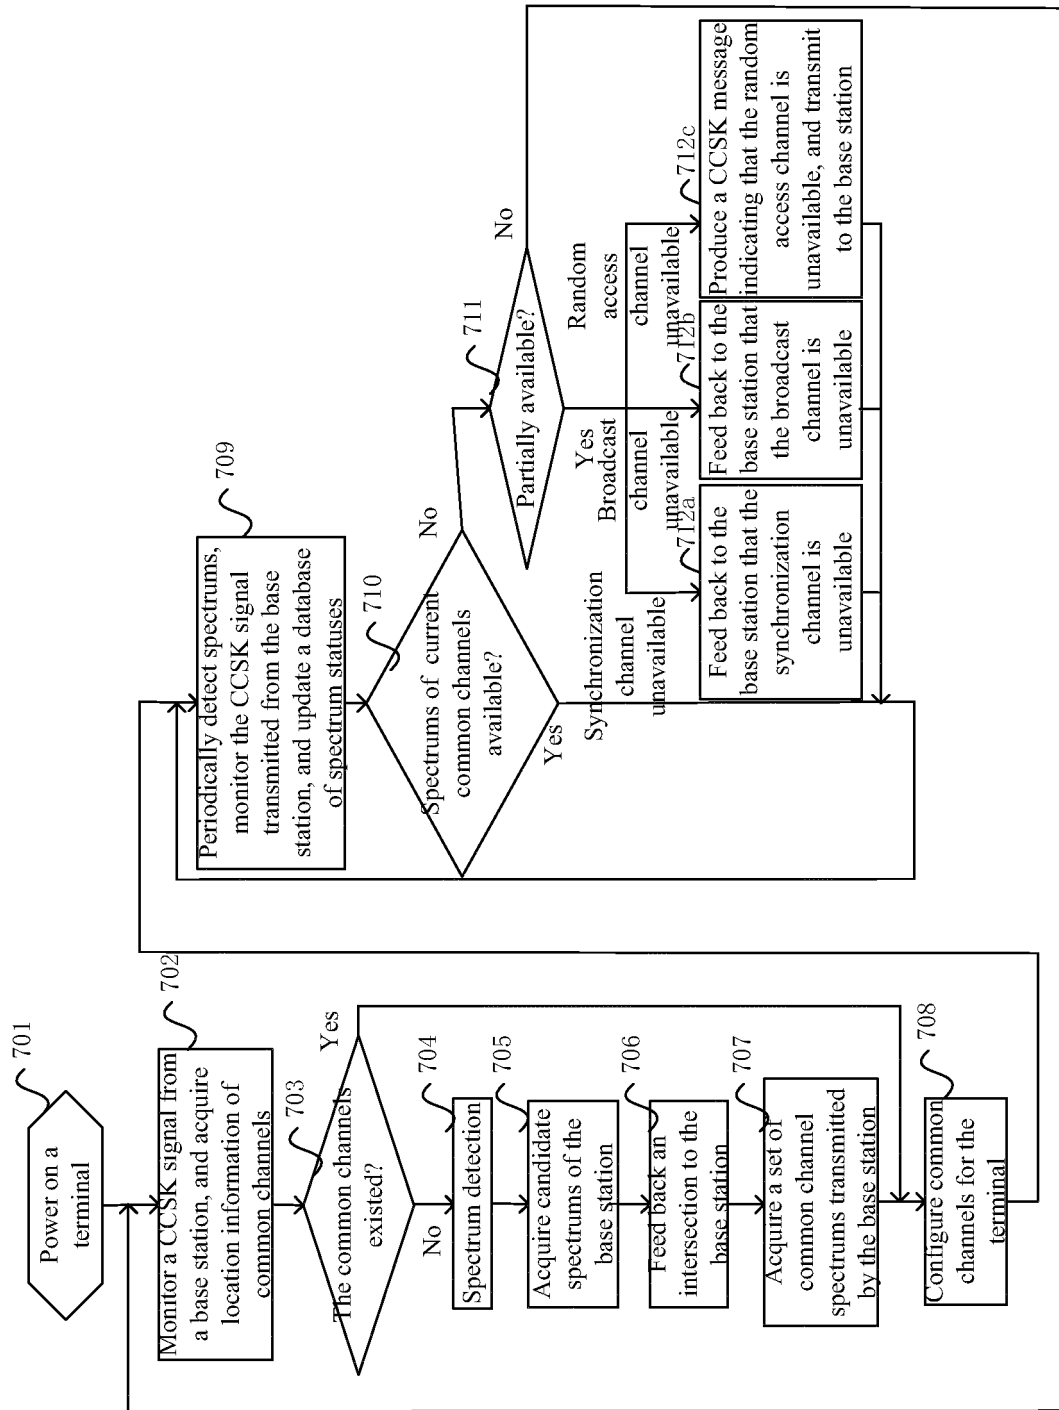 701
Power on a
terminal
702
Monitor a CCSK signal from
a base station, and acquire
location information of
common channels
703
The common channels
existed?
Yes
No
704
Spectrum detection
705
Acquire candidate
spectrums of the
base station
706
Feed back an
intersection to the
base station
707
Acquire a set of
common channel
spectrums transmitted
by the base station
708
Configure common
channels for the
terminal
709
Periodically detect spectrums,
monitor the CCSK signal
transmitted from the base
station, and update a database
of spectrum statuses
710
Spectrums of current
common channels
available?
No
Yes
711
Partially available?
No
Yes
Synchronization
channel
unavailable
Broadcast
channel
unavailable
Random
access
channel
unavailable
712a
Feed back to the
base station that the
synchronization
channel is
unavailable
712b
Feed back to the
base station that
the broadcast
channel is
unavailable
712c
Produce a CCSK message
indicating that the random
access channel is
unavailable, and transmit
to the base station